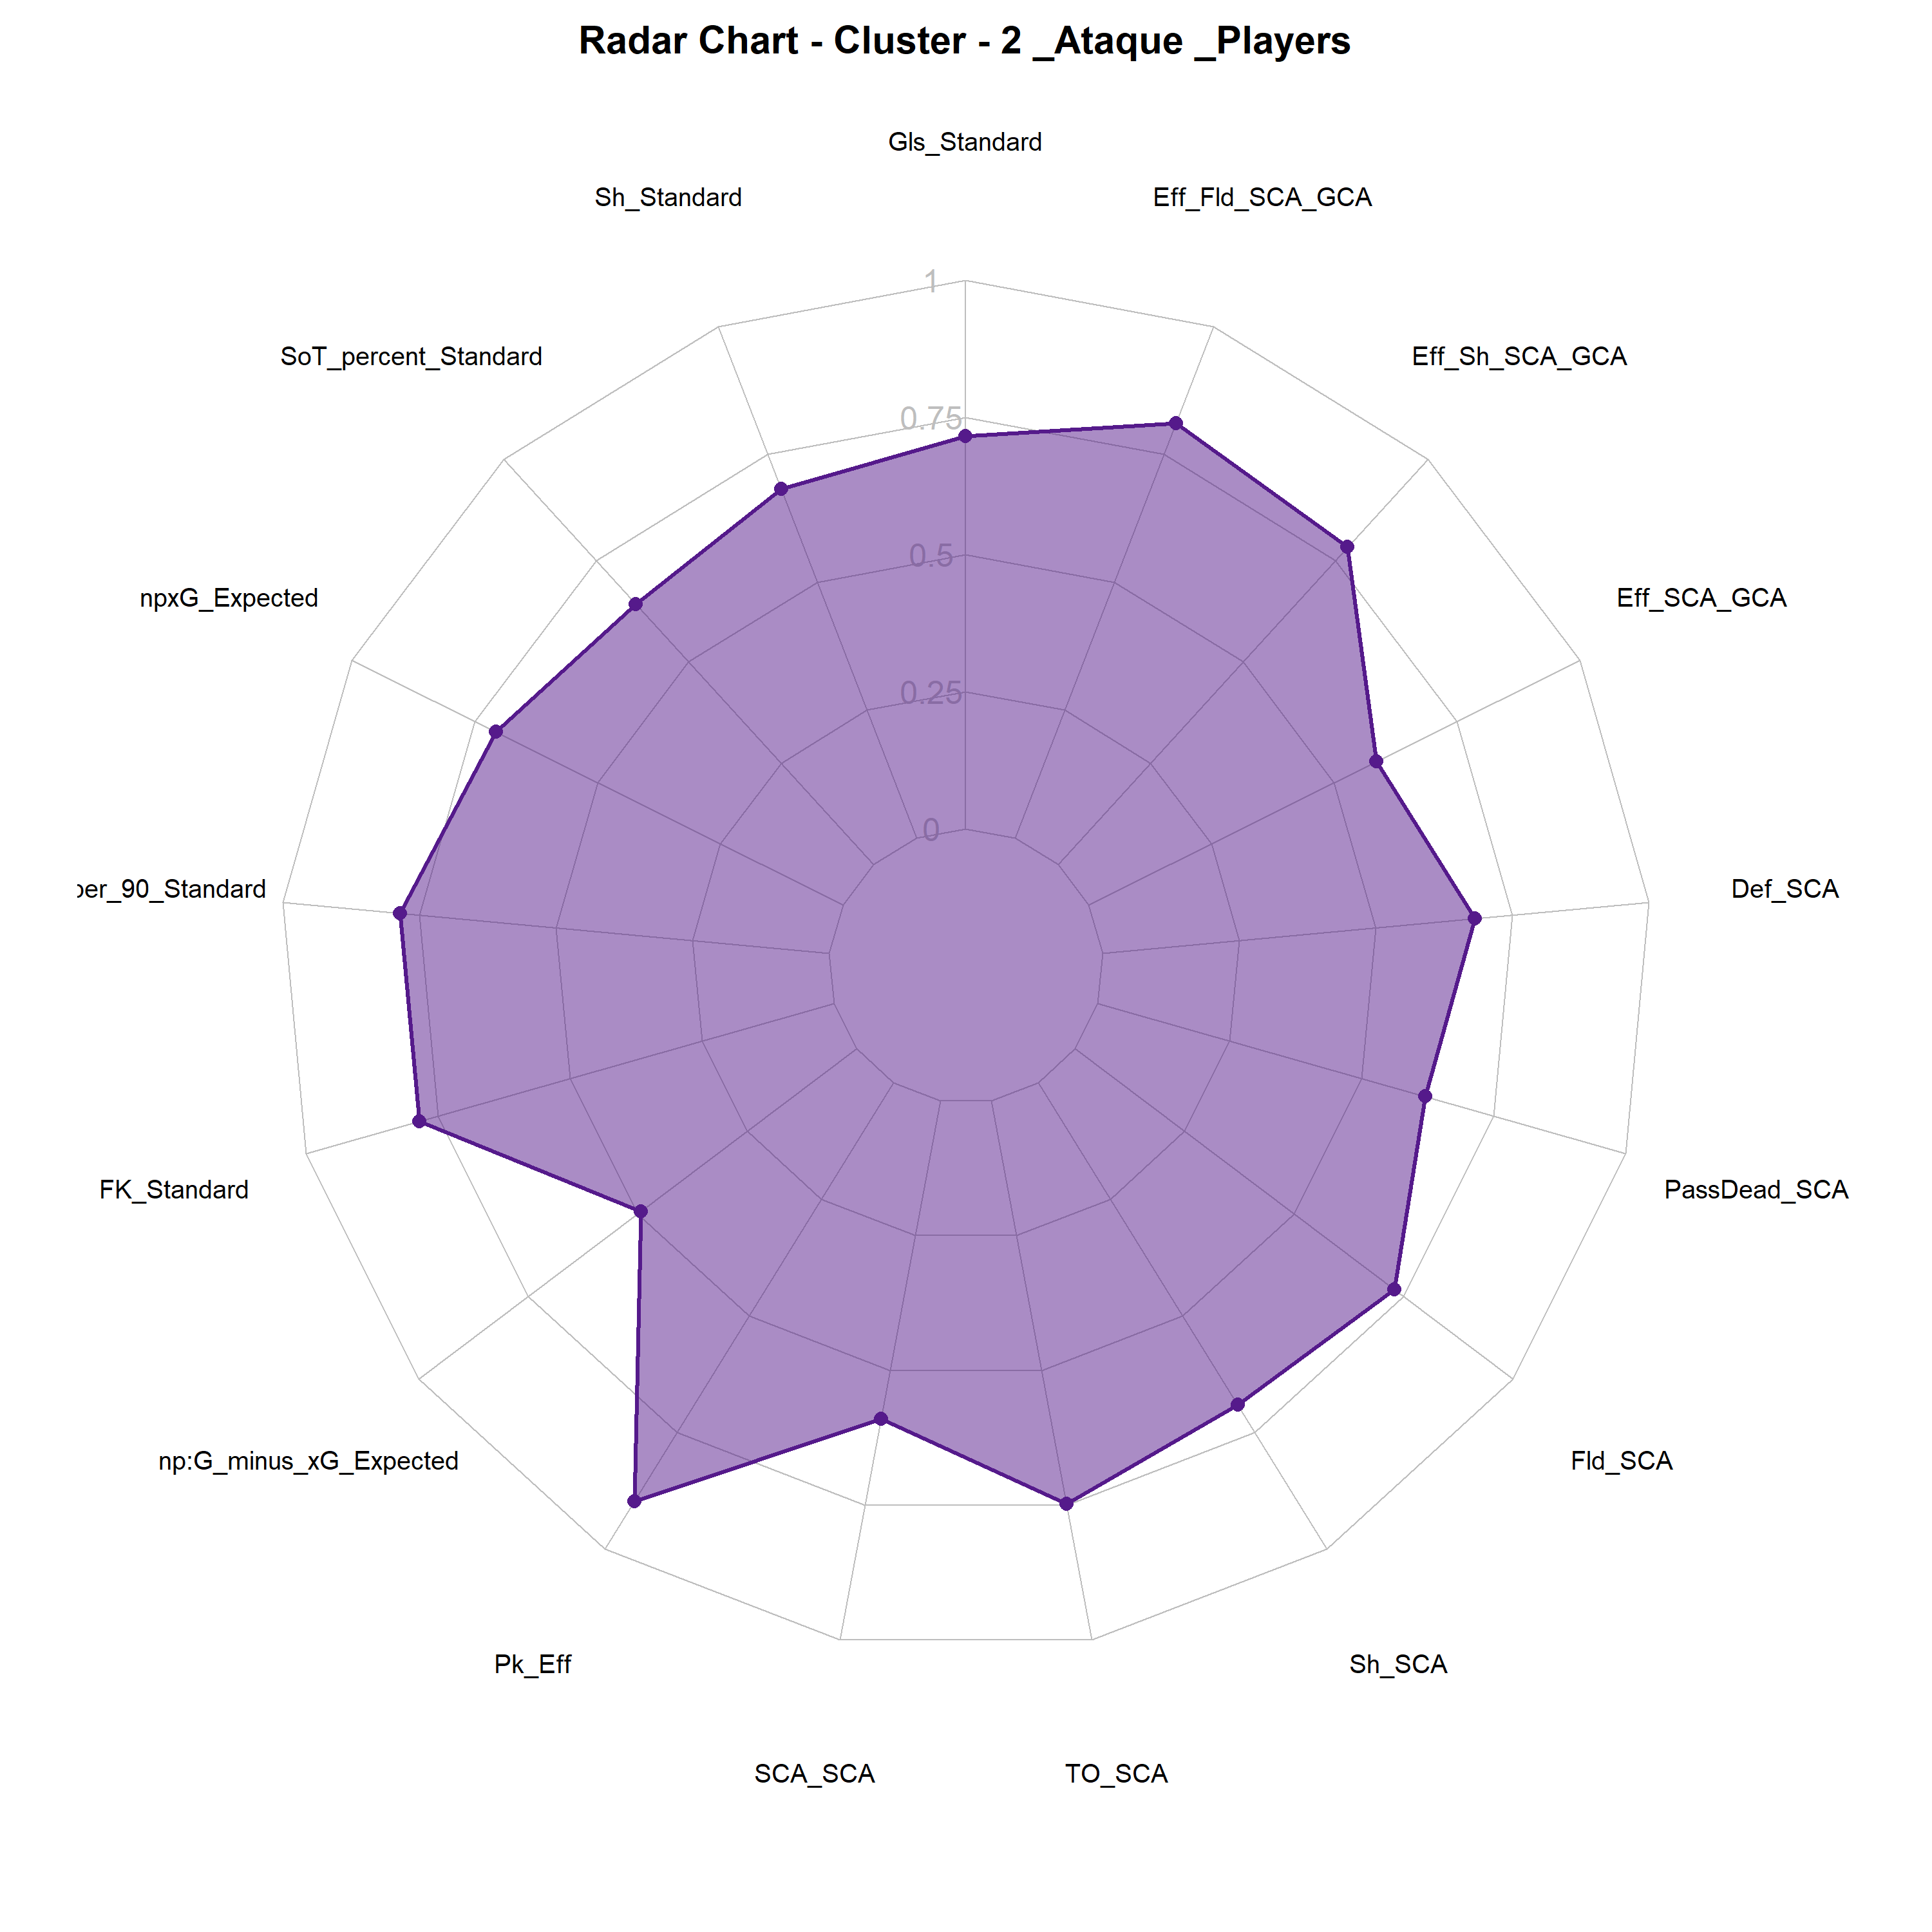 Radar Chart - Cluster - 2 _Ataque _Players
Gls_Standard
Sh_Standard
Eff_Fld_SCA_GCA
SoT_percent_Standard
Eff_Sh_SCA_GCA
npxG_Expected
Eff_SCA_GCA
per_90_Standard
Def_SCA
FK_Standard
PassDead_SCA
np:G_minus_xG_Expected
Fld_SCA
Pk_Eff
Sh_SCA
SCA_SCA
TO_SCA
1
0.75
0.5
0.25
0